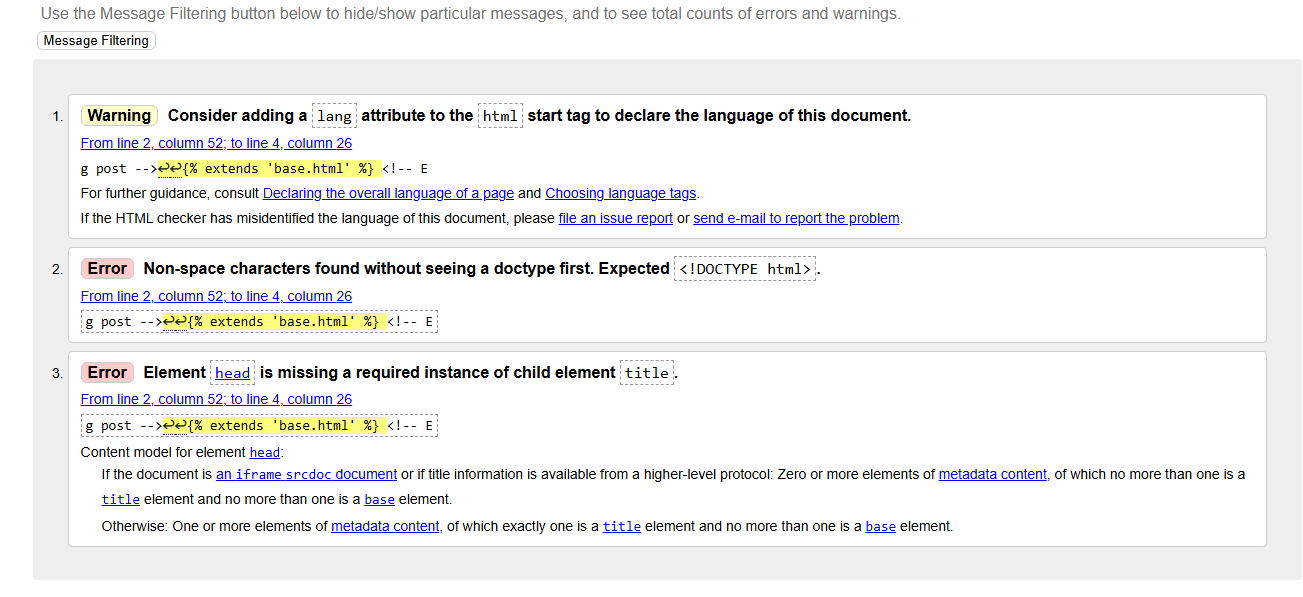 Use the Message Filtering button below to hide/show particular messages, and to see total counts of errors and warnings.
Message Filtering
1. Warning Consider adding a lang attribute to the html start tag to declare the language of this document.
From line 2, column 52; to line 4, column 26
g post -->↩↩{% extends 'base.html' %} <!-- E
For further guidance, consult Declaring the overall language of a page and Choosing language tags.
If the HTML checker has misidentified the language of this document, please file an issue report or send e-mail to report the problem.
2. Error Non-space characters found without seeing a doctype first. Expected <!DOCTYPE html>.
From line 2, column 52; to line 4, column 26
g post -->↩↩{% extends 'base.html' %} <!-- E
3. Error Element head is missing a required instance of child element title.
From line 2, column 52; to line 4, column 26
g post -->↩↩{% extends 'base.html' %} <!-- E
Content model for element head:
If the document is an iframe srcdoc document or if title information is available from a higher-level protocol: Zero or more elements of metadata content, of which no more than one is a
title element and no more than one is a base element.
Otherwise: One or more elements of metadata content, of which exactly one is a title element and no more than one is a base element.